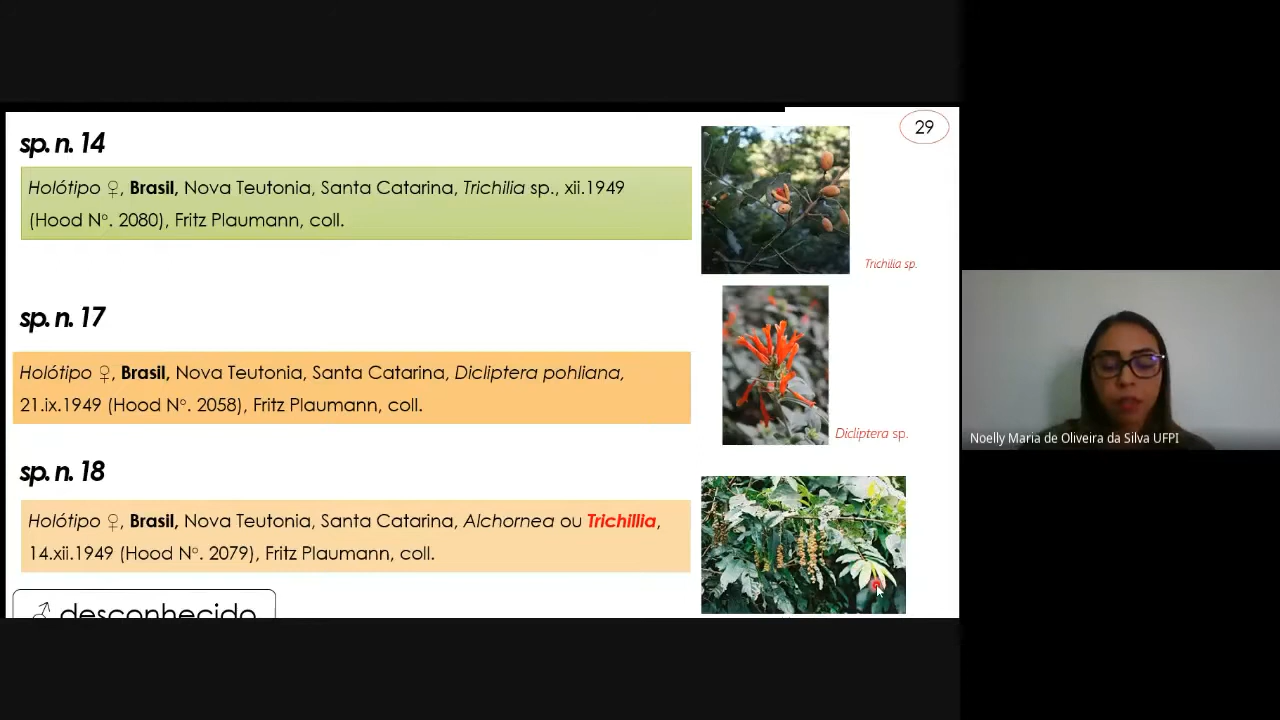 29
sp. n. 14
Holótipo ♀, Brasil, Nova Teutonia, Santa Catarina, Trichilia sp., xii.1949
(Hood Nº. 2080), Fritz Plaumann, coll.
Trichilia sp.
sp. n. 17
Holótipo ♀, Brasil, Nova Teutonia, Santa Catarina, Dicliptera pohliana,
21.ix.1949 (Hood Nº. 2058), Fritz Plaumann, coll.
Dicliptera sp.
sp. n. 18
Holótipo ♀, Brasil, Nova Teutonia, Santa Catarina, Alchornea ou Trichillia,
14.xii.1949 (Hood Nº. 2079), Fritz Plaumann, coll.
♂ desconhecido
Noelly Maria de Oliveira da Silva UFPI